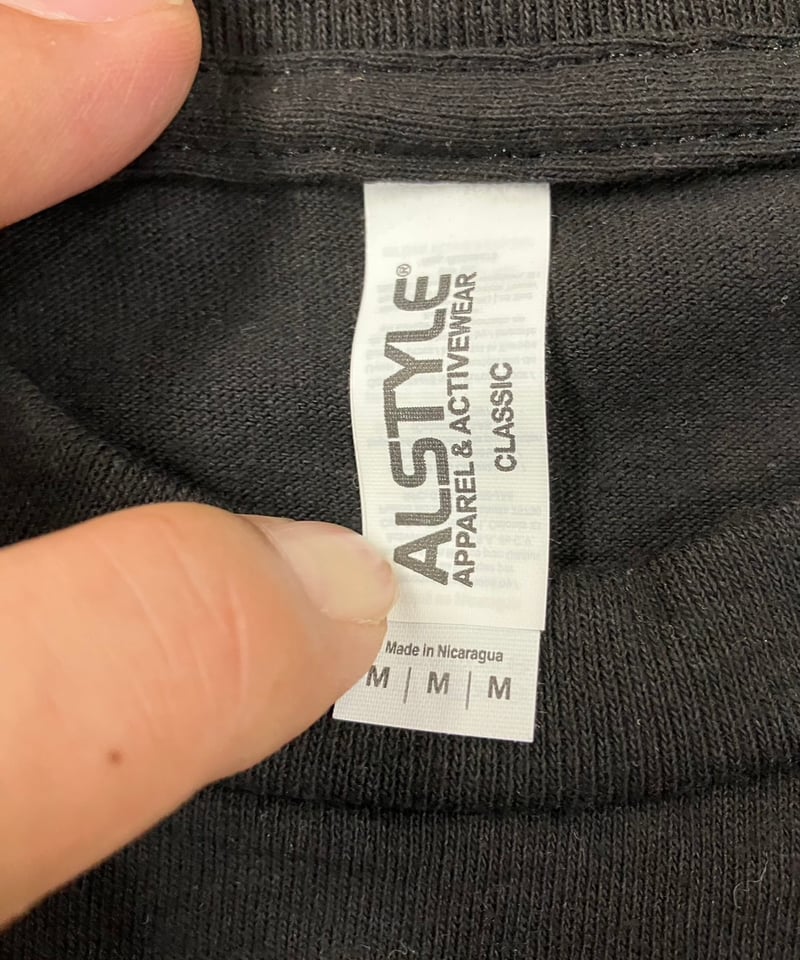 ALSTYLE®
APPAREL & ACTIVEWEAR
CLASSIC
Made in Nicaragua
M | M | M